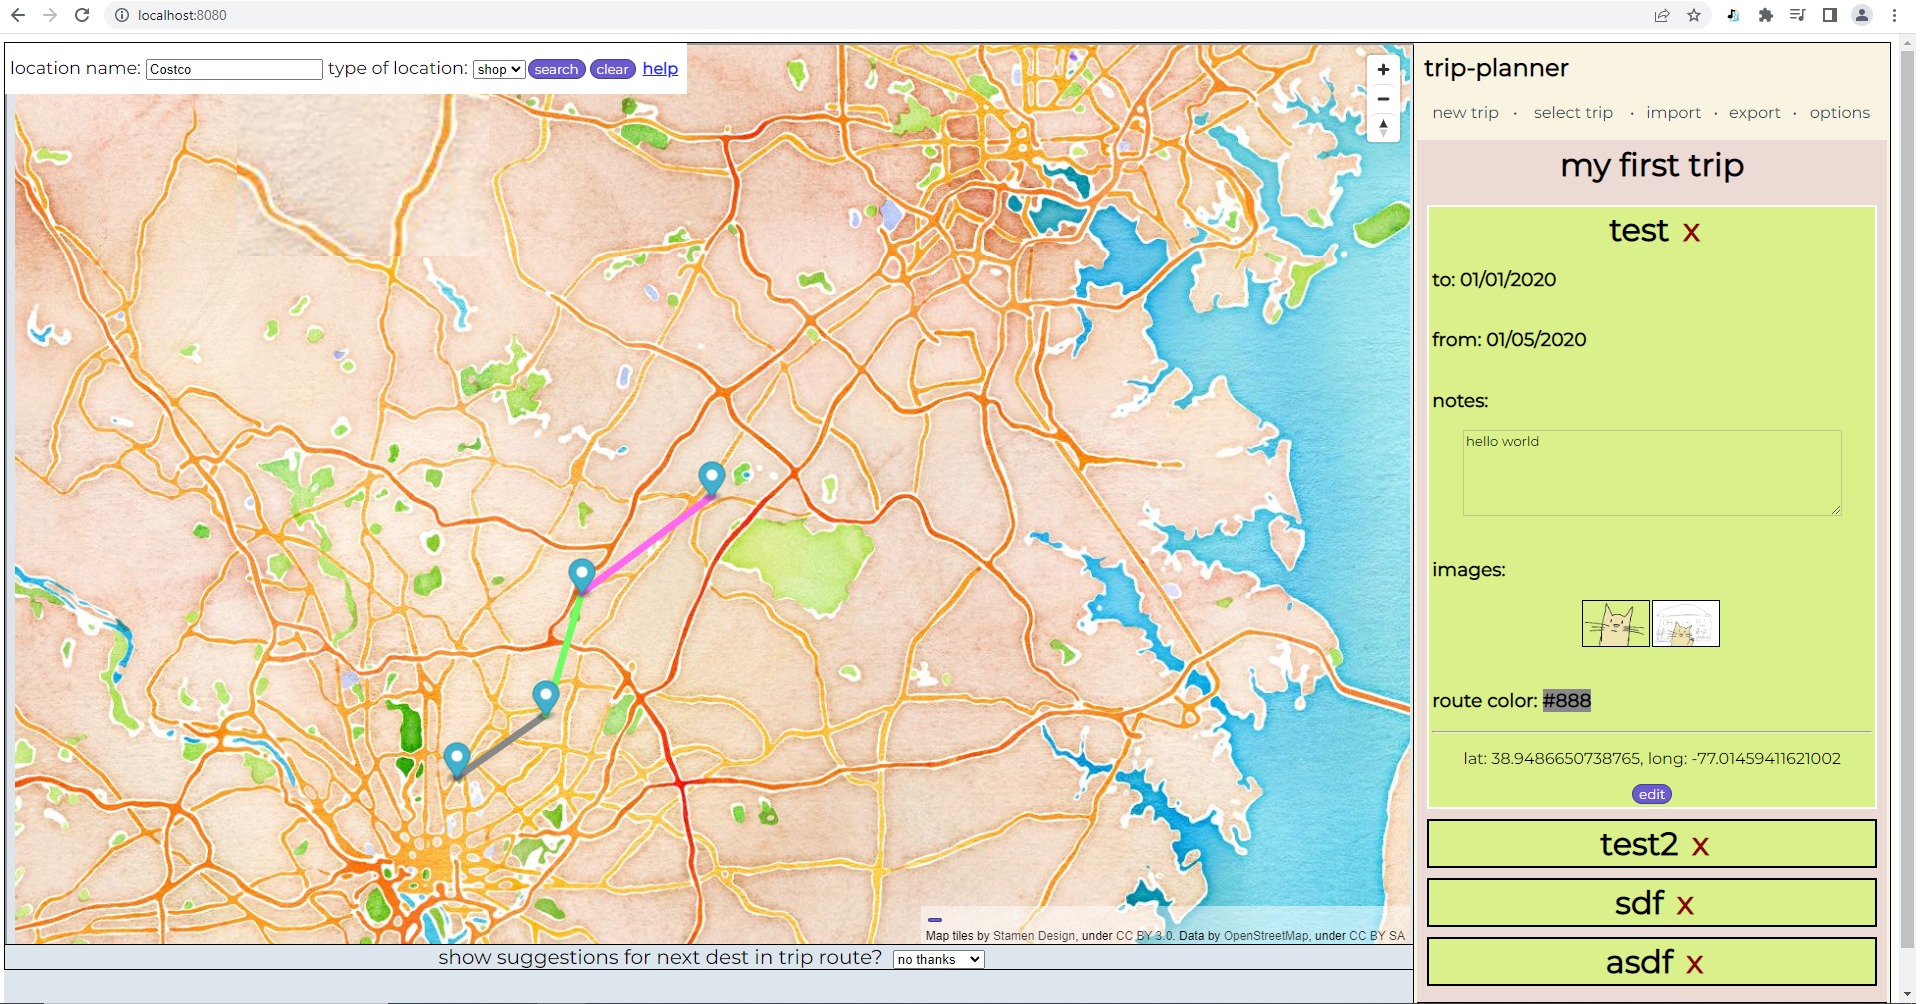 localhost:8080
location name: Costco type of location: shop search clear help
trip-planner
new trip · select trip · import · export · options
my first trip
test x
to: 01/01/2020
from: 01/05/2020
notes:
hello world
images:
route color: #888
lat: 38.9486650738765, long: -77.01459411621002
edit
test2 x
sdf x
asdf x
Map tiles by Stamen Design, under CC BY 3.0. Data by OpenStreetMap, under CC BY SA
show suggestions for next dest in trip route? no thanks